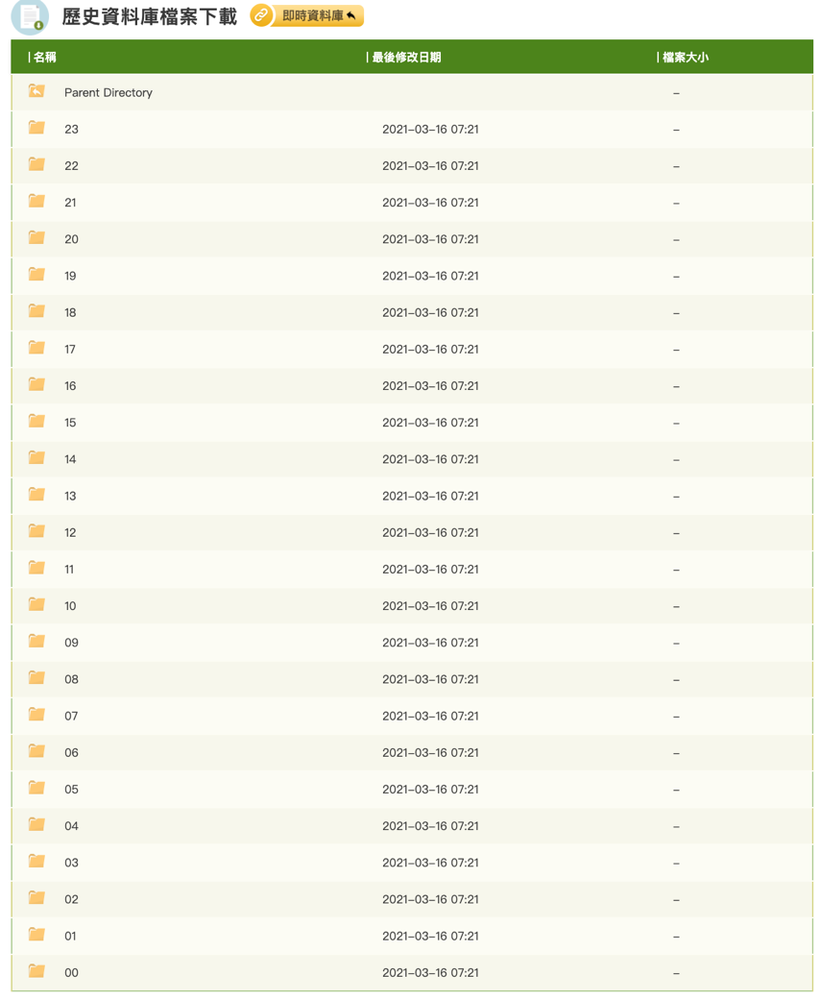 歷史資料庫檔案下載 即時資料庫
|名稱 |最後修改日期 |檔案大小
Parent Directory –
23 2021-03-16 07:21 –
22 2021-03-16 07:21 –
21 2021-03-16 07:21 –
20 2021-03-16 07:21 –
19 2021-03-16 07:21 –
18 2021-03-16 07:21 –
17 2021-03-16 07:21 –
16 2021-03-16 07:21 –
15 2021-03-16 07:21 –
14 2021-03-16 07:21 –
13 2021-03-16 07:21 –
12 2021-03-16 07:21 –
11 2021-03-16 07:21 –
10 2021-03-16 07:21 –
09 2021-03-16 07:21 –
08 2021-03-16 07:21 –
07 2021-03-16 07:21 –
06 2021-03-16 07:21 –
05 2021-03-16 07:21 –
04 2021-03-16 07:21 –
03 2021-03-16 07:21 –
02 2021-03-16 07:21 –
01 2021-03-16 07:21 –
00 2021-03-16 07:21 –